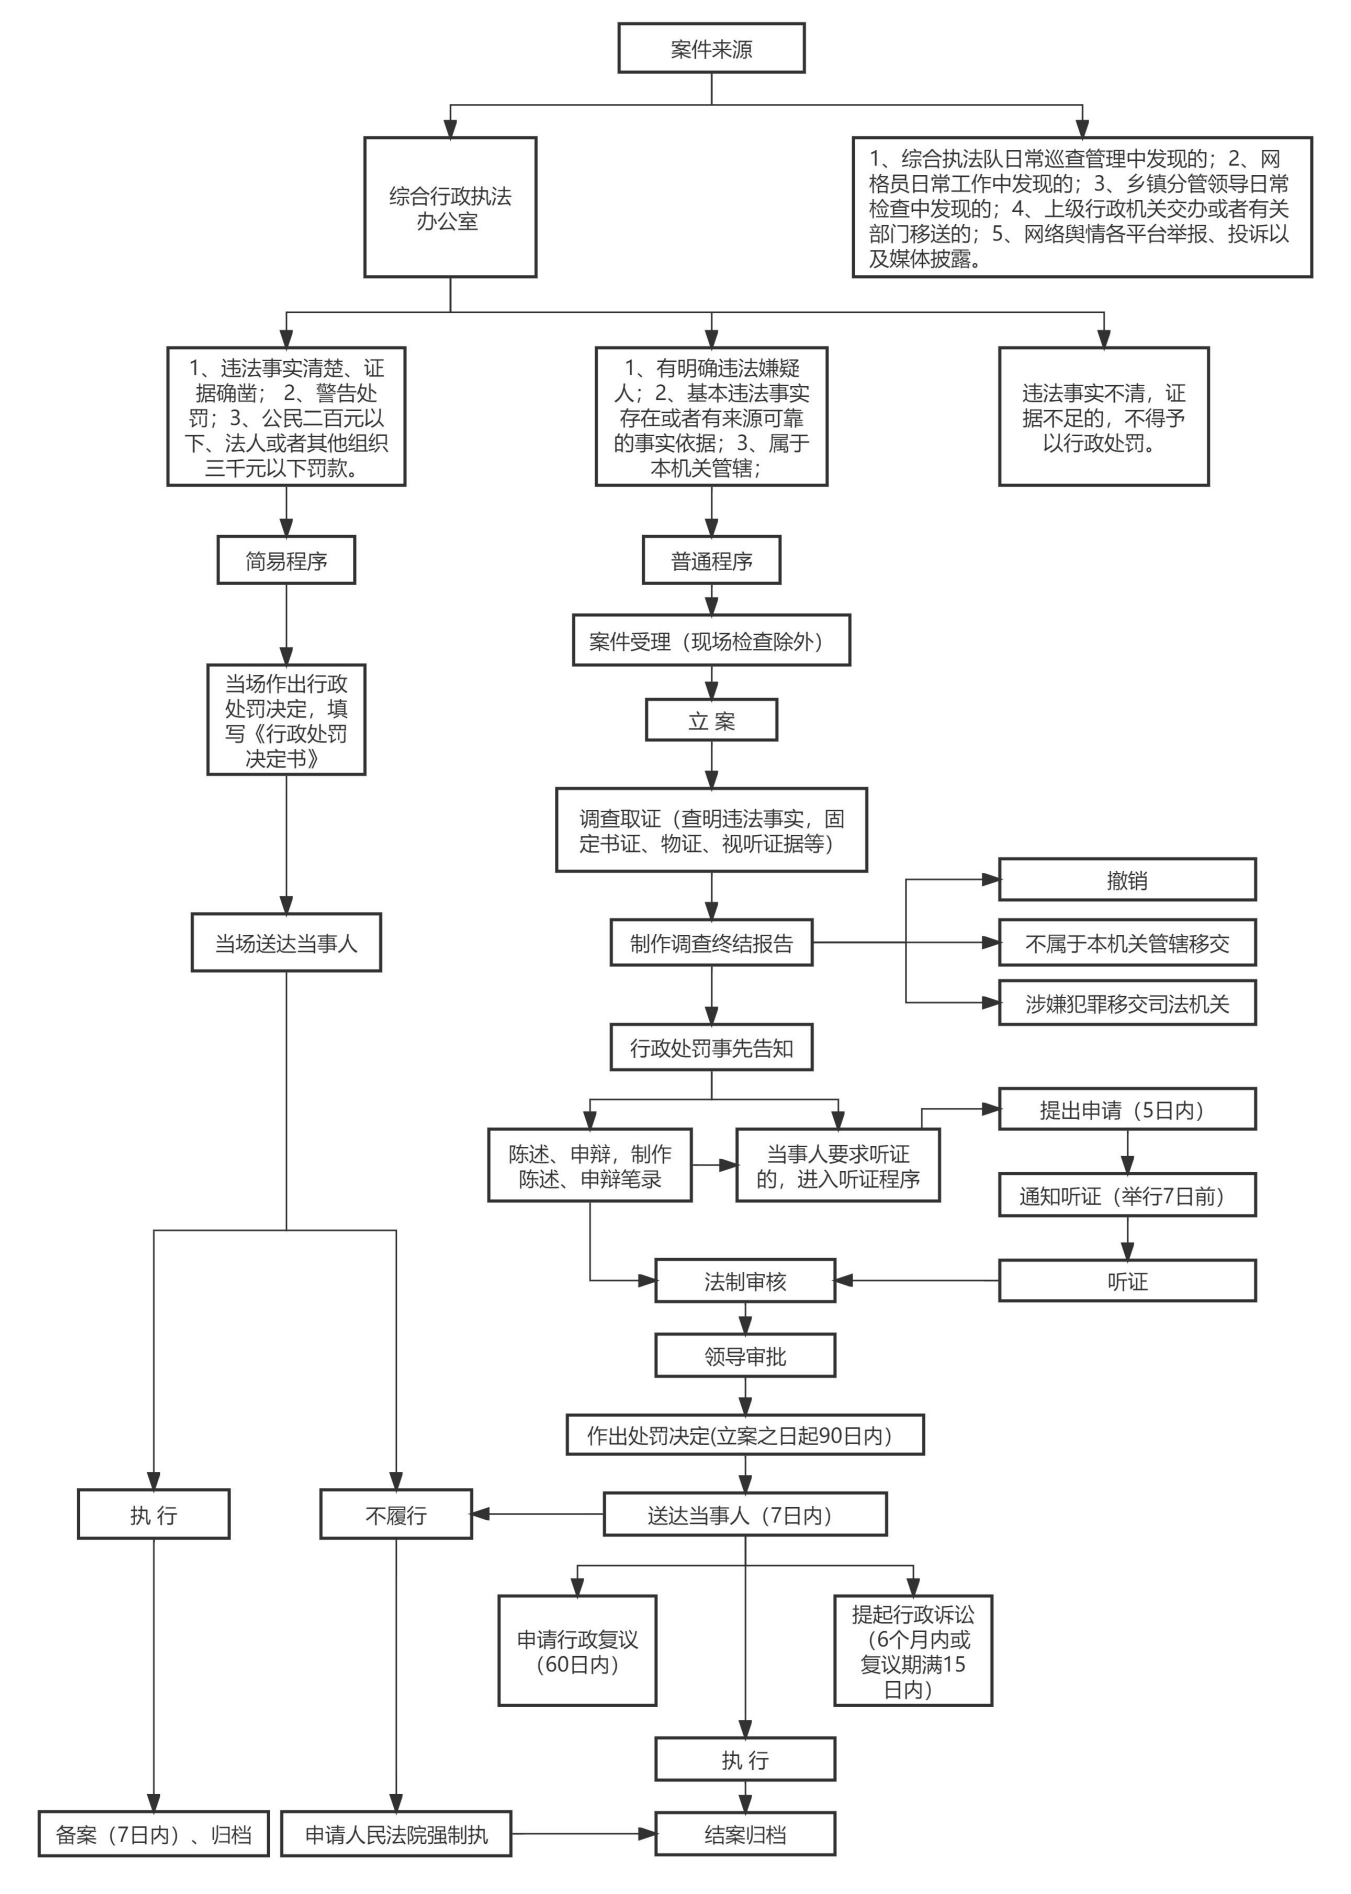 案件来源
综合行政执法
办公室
1、综合执法队日常巡查管理中发现的；2、网
格员日常工作中发现的；3、乡镇分管领导日常
检查中发现的；4、上级行政机关交办或者有关
部门移送的；5、网络舆情各平台举报、投诉以
及媒体披露。
1、违法事实清楚、证
据确凿； 2、警告处
罚；3、公民二百元以
下、法人或者其他组织
三千元以下罚款。
1、有明确违法嫌疑
人；2、基本违法事实
存在或者有来源可靠
的事实依据；3、属于
本机关管辖；
违法事实不清，证
据不足的，不得予
以行政处罚。
简易程序
普通程序
案件受理（现场检查除外）
当场作出行政
处罚决定，填
写《行政处罚
决定书》
立 案
调查取证（查明违法事实，固
定书证、物证、视听证据等）
撤销
当场送达当事人
制作调查终结报告
不属于本机关管辖移交
涉嫌犯罪移交司法机关
行政处罚事先告知
提出申请（5日内）
陈述、申辩，制作
陈述、申辩笔录
当事人要求听证
的，进入听证程序
通知听证（举行7日前）
法制审核
听证
领导审批
作出处罚决定(立案之日起90日内）
执 行
不履行
送达当事人（7日内）
申请行政复议
（60日内）
提起行政诉讼
（6个月内或
复议期满15
日内）
执 行
备案（7日内）、归档
申请人民法院强制执
结案归档